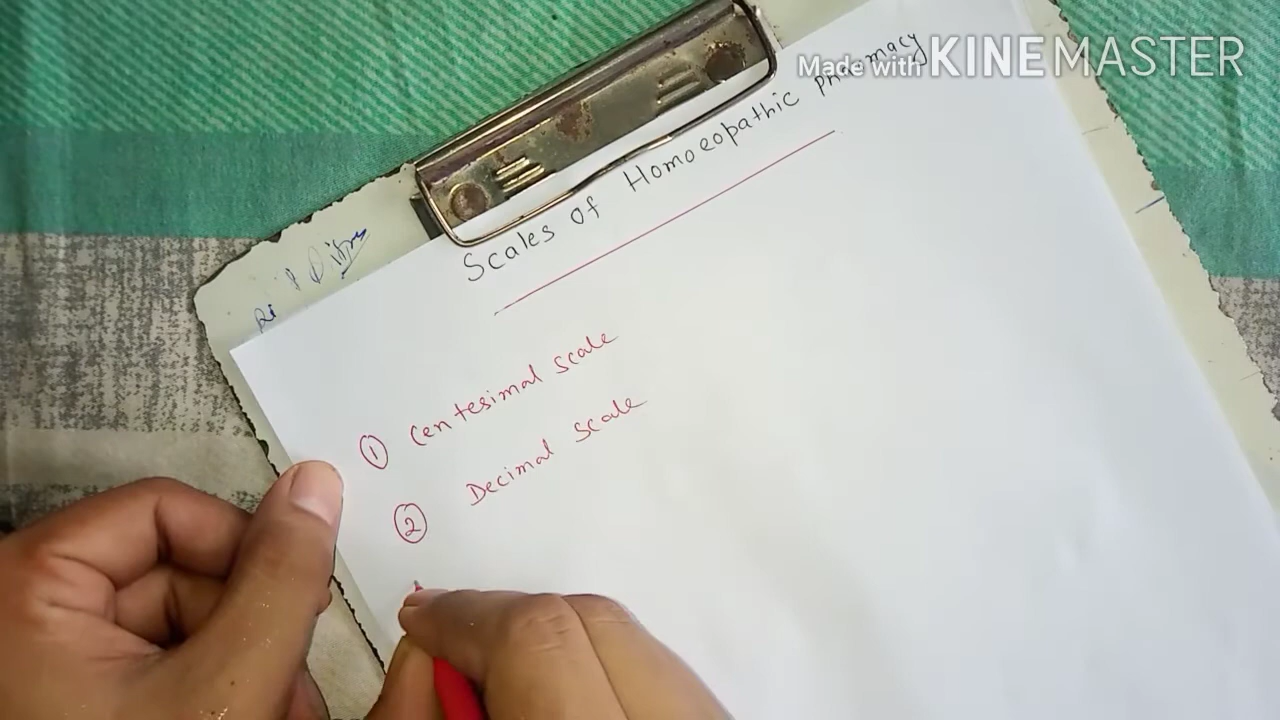 Made with KINEMASTER
Scales Of Homoeopathic pharmacy
① Centesimal scale
② Decimal scale